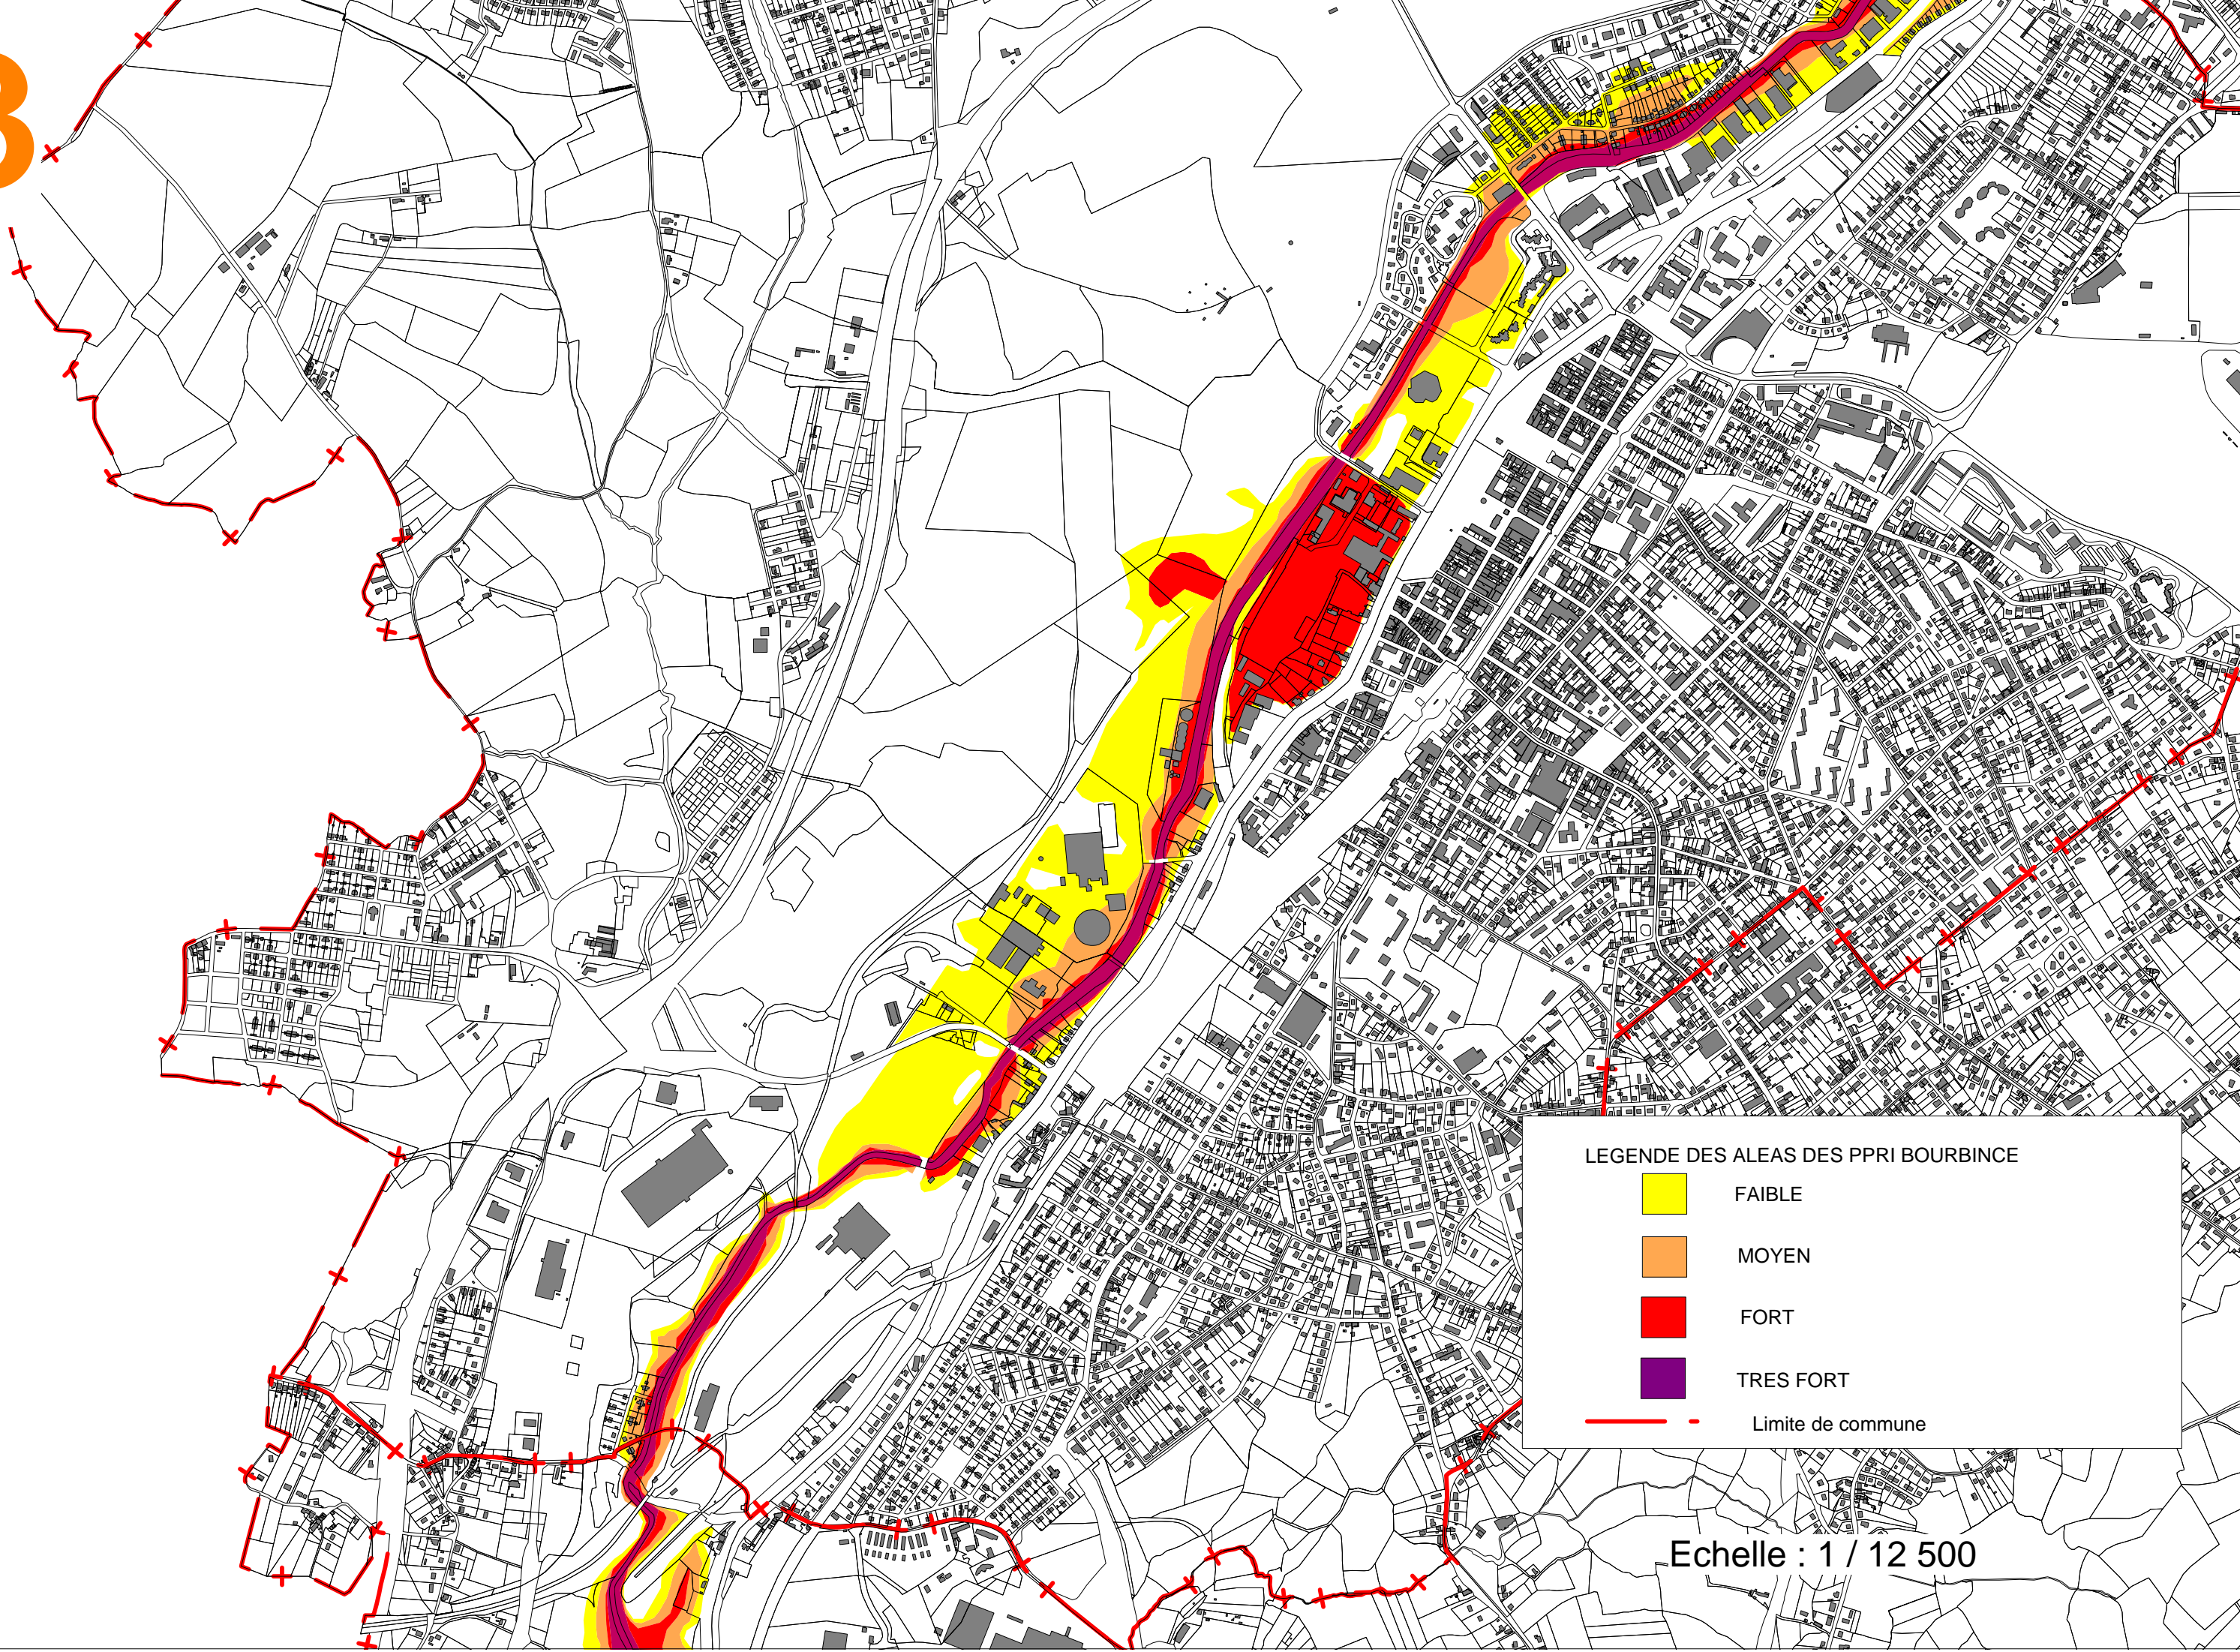 LEGENDE DES ALEAS DES PPRI BOURBINCE
FAIBLE
MOYEN
FORT
TRES FORT
Limite de commune
Echelle : 1 / 12 500